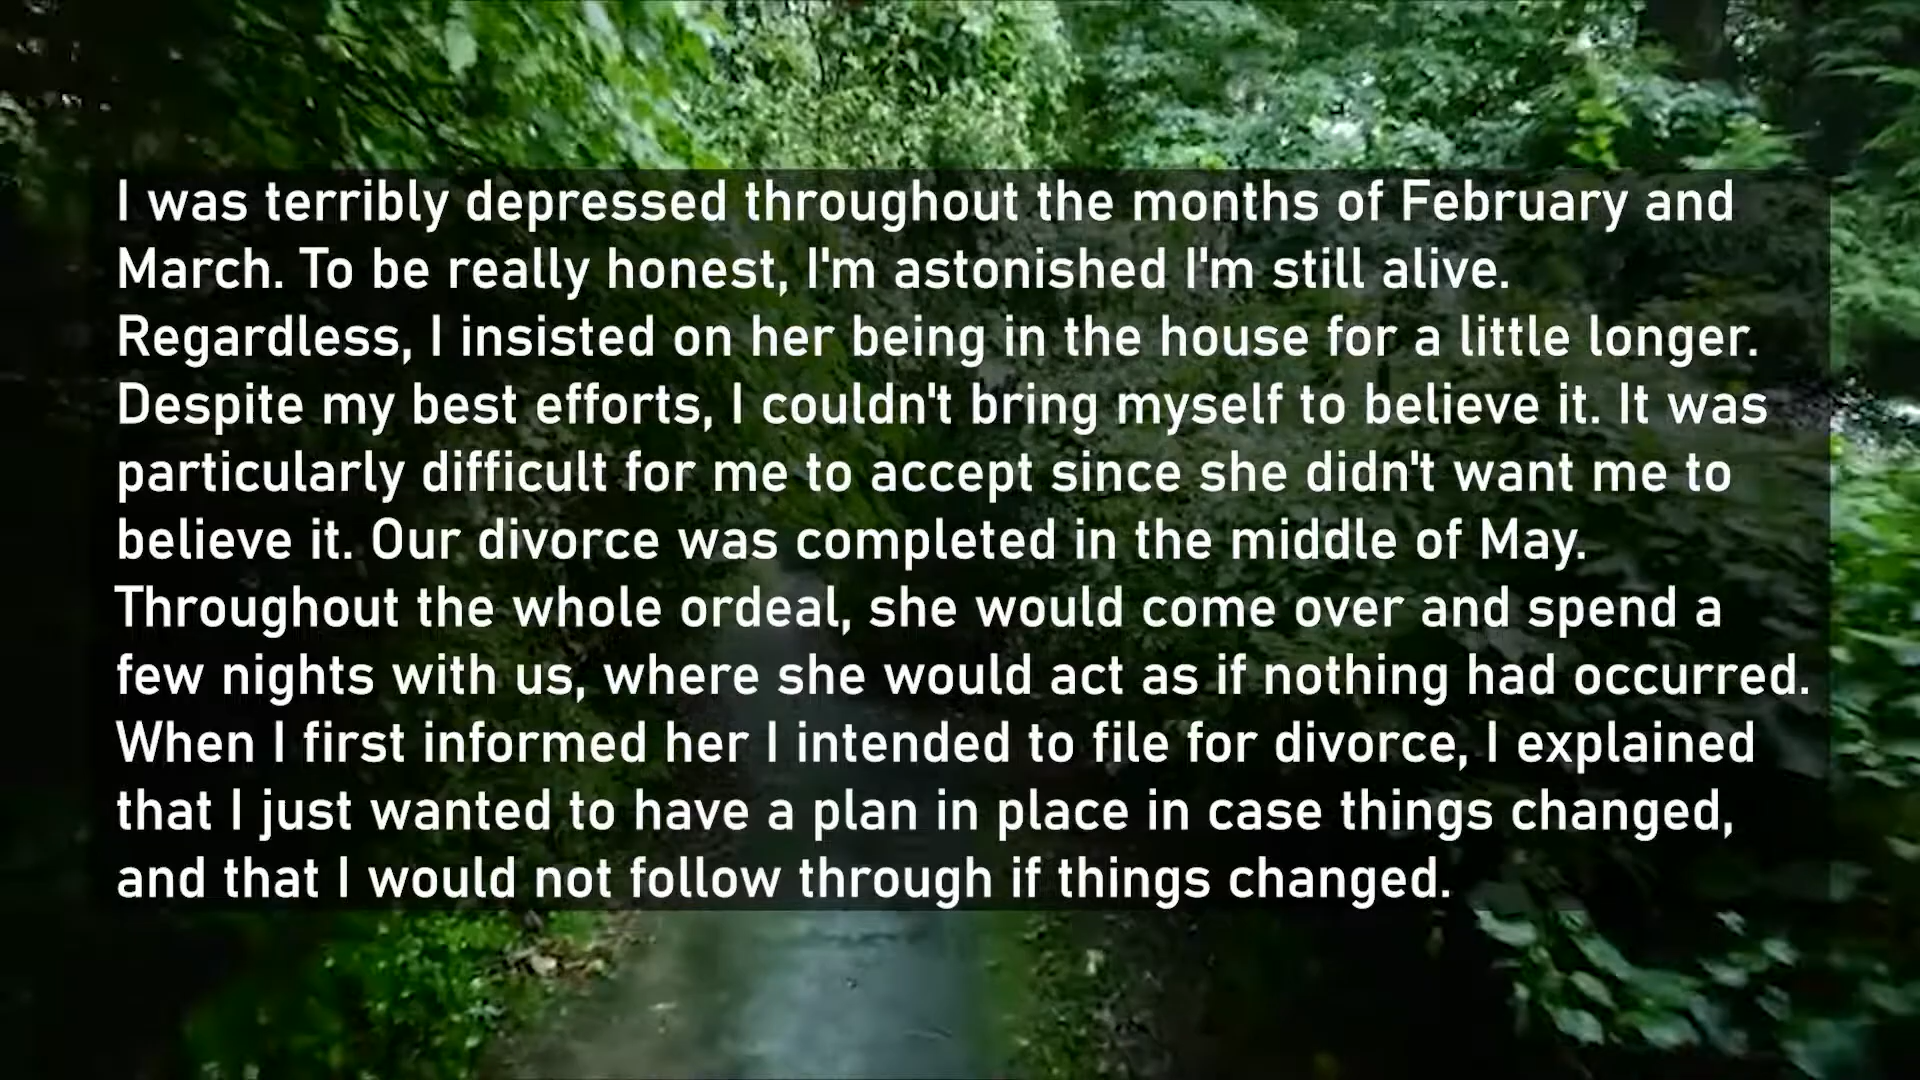 I was terribly depressed throughout the months of February and
March. To be really honest, I'm astonished I'm still alive.
Regardless, I insisted on her being in the house for a little longer.
Despite my best efforts, I couldn't bring myself to believe it. It was
particularly difficult for me to accept since she didn't want me to
believe it. Our divorce was completed in the middle of May.
Throughout the whole ordeal, she would come over and spend a
few nights with us, where she would act as if nothing had occurred.
When I first informed her I intended to file for divorce, I explained
that I just wanted to have a plan in place in case things changed,
and that I would not follow through if things changed.